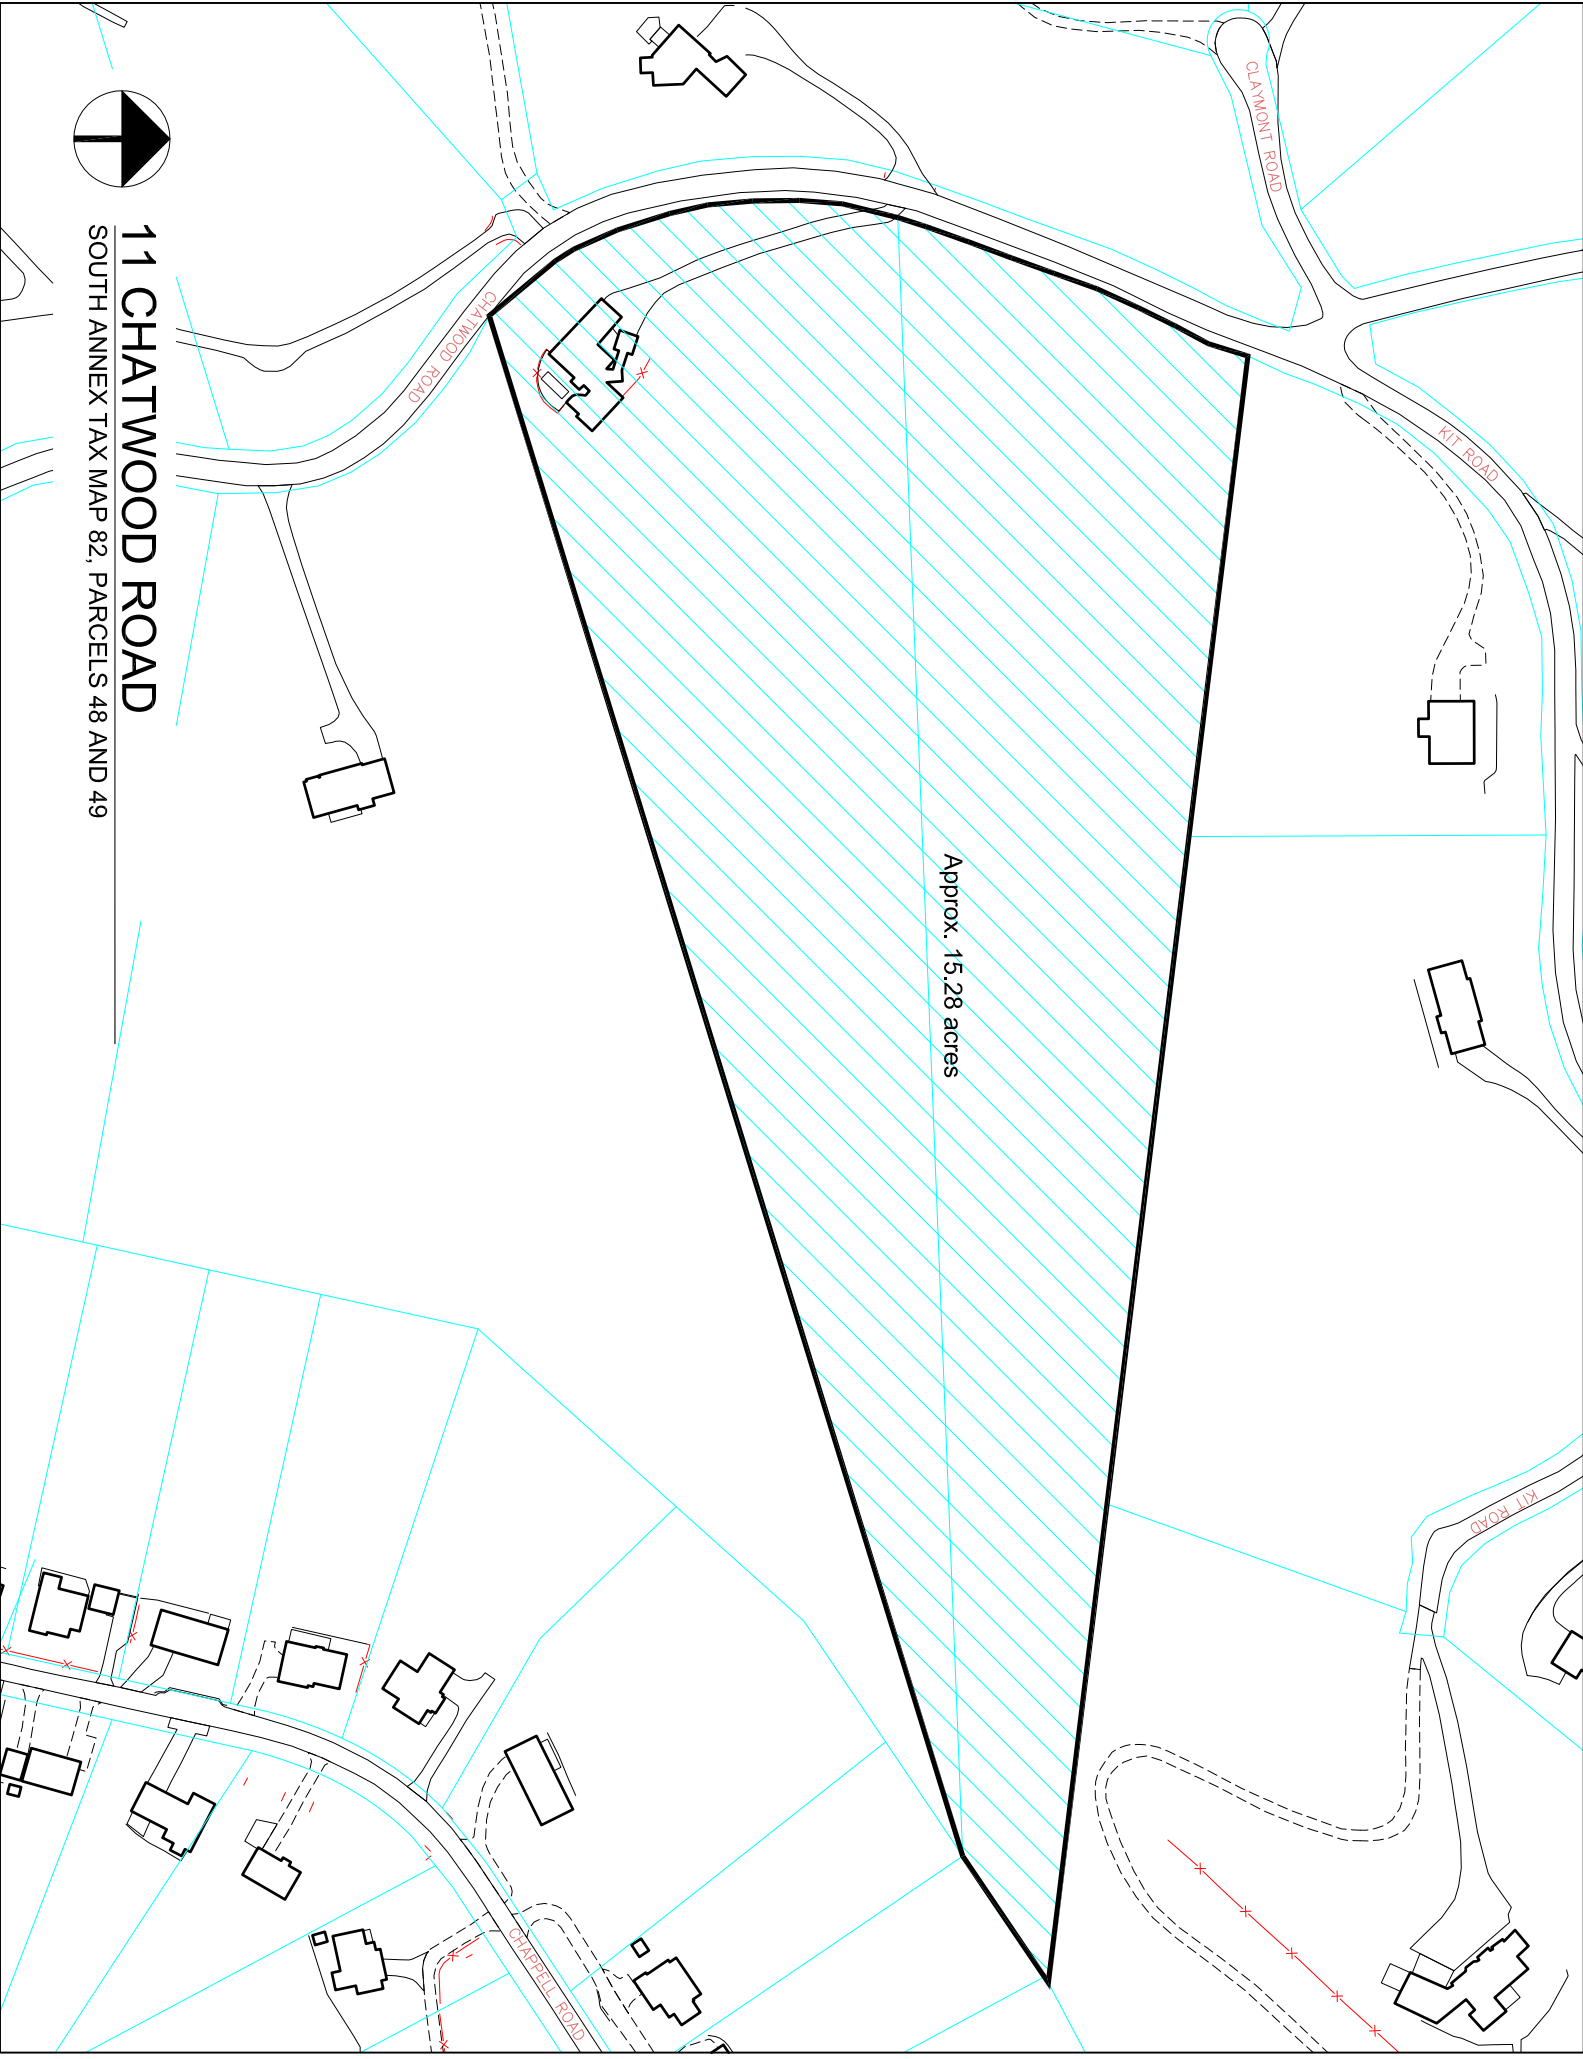 11 CHATWOOD ROAD
SOUTH ANNEX TAX MAP 82, PARCELS 48 AND 49
Approx. 15.28 acres
CLAYMONT ROAD
KIT ROAD
CHATWOOD ROAD
KIT ROAD
CHAPPELL ROAD